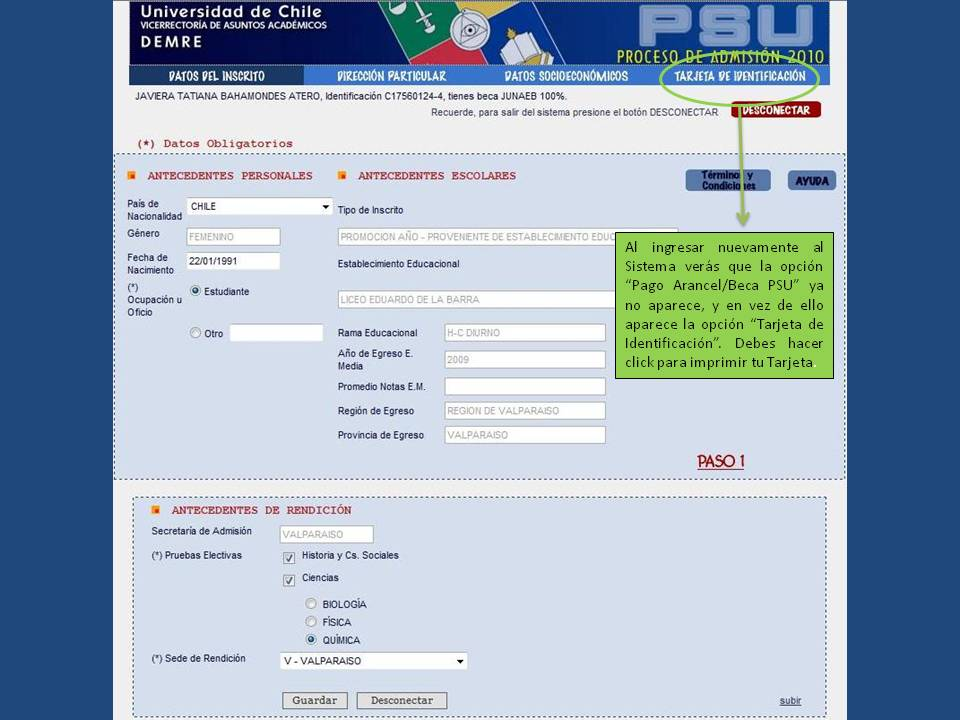 Universidad de Chile
VICERRECTORÍA DE ASUNTOS ACADÉMICOS
DEMRE
PSU
PROCESO DE ADMISIÓN 2010
DATOS DEL INSCRITO
DIRECCIÓN PARTICULAR
DATOS SOCIOECONÓMICOS
TARJETA DE IDENTIFICACIÓN
JAVIERA TATIANA BAHAMONDES ATERO, Identificación C17560124-4, tienes beca JUNAEB 100%.
Recuerde, para salir del sistema presione el botón DESCONECTAR
DESCONECTAR
(*) Datos Obligatorios
ANTECEDENTES PERSONALES
ANTECEDENTES ESCOLARES
Términos y
Condiciones
AYUDA
País de
Nacionalidad
CHILE
Género
FEMENINO
Fecha de
Nacimiento
22/01/1991
(*)
Ocupación u
Oficio
Estudiante
Otro
Tipo de Inscrito
PROMOCION AÑO - PROVENIENTE DE ESTABLECIMIENTO EDUC
Establecimiento Educacional
LICEO EDUARDO DE LA BARRA
Rama Educacional
H-C DIURNO
Año de Egreso E.
Media
2009
Promedio Notas E.M.
Región de Egreso
REGION DE VALPARAISO
Provincia de Egreso
VALPARAISO
Al ingresar nuevamente al
Sistema verás que la opción
“Pago Arancel/Beca PSU” ya
no aparece, y en vez de ello
aparece la opción “Tarjeta de
Identificación”. Debes hacer
click para imprimir tu Tarjeta.
PASO 1
ANTECEDENTES DE RENDICIÓN
Secretaría de Admisión
VALPARAISO
(*) Pruebas Electivas
Historia y Cs. Sociales
Ciencias
BIOLOGÍA
FÍSICA
QUÍMICA
(*) Sede de Rendición
V - VALPARAISO
Guardar
Desconectar
subir